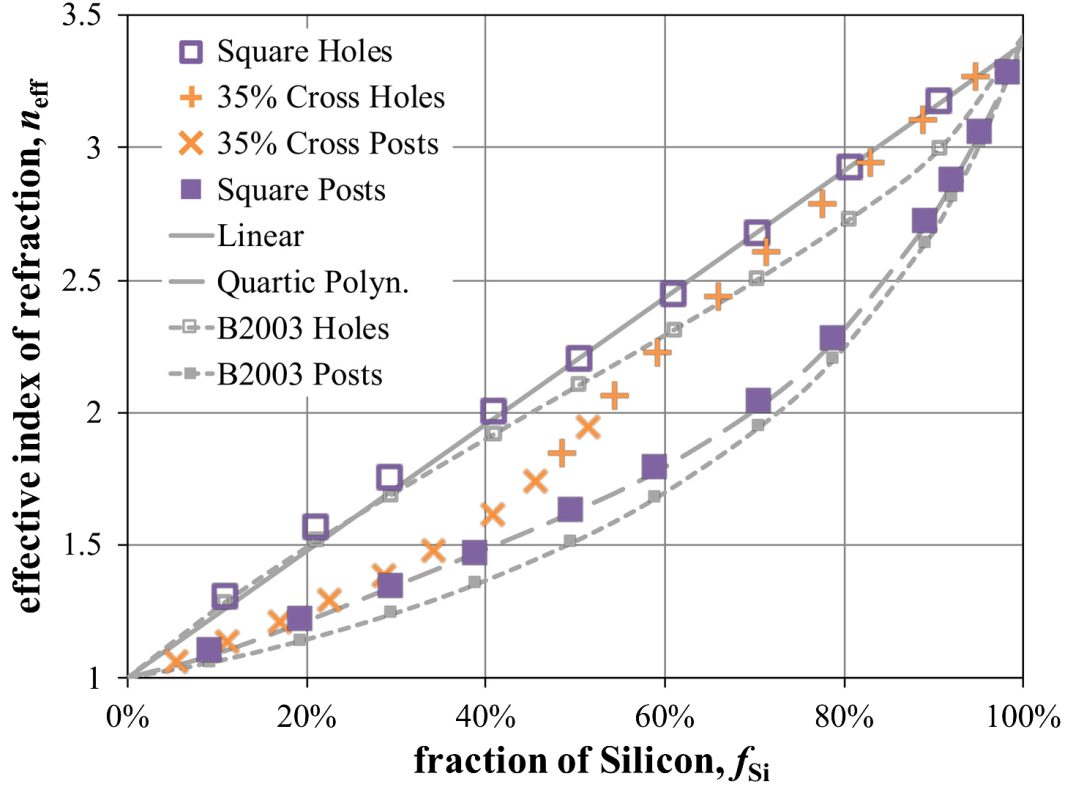 3.5
3
2.5
2
1.5
1
effective index of refraction, n_eff
Square Holes
35% Cross Holes
35% Cross Posts
Square Posts
Linear
Quartic Polyn.
B2003 Holes
B2003 Posts
0% 20% 40% 60% 80% 100%
fraction of Silicon, f_Si